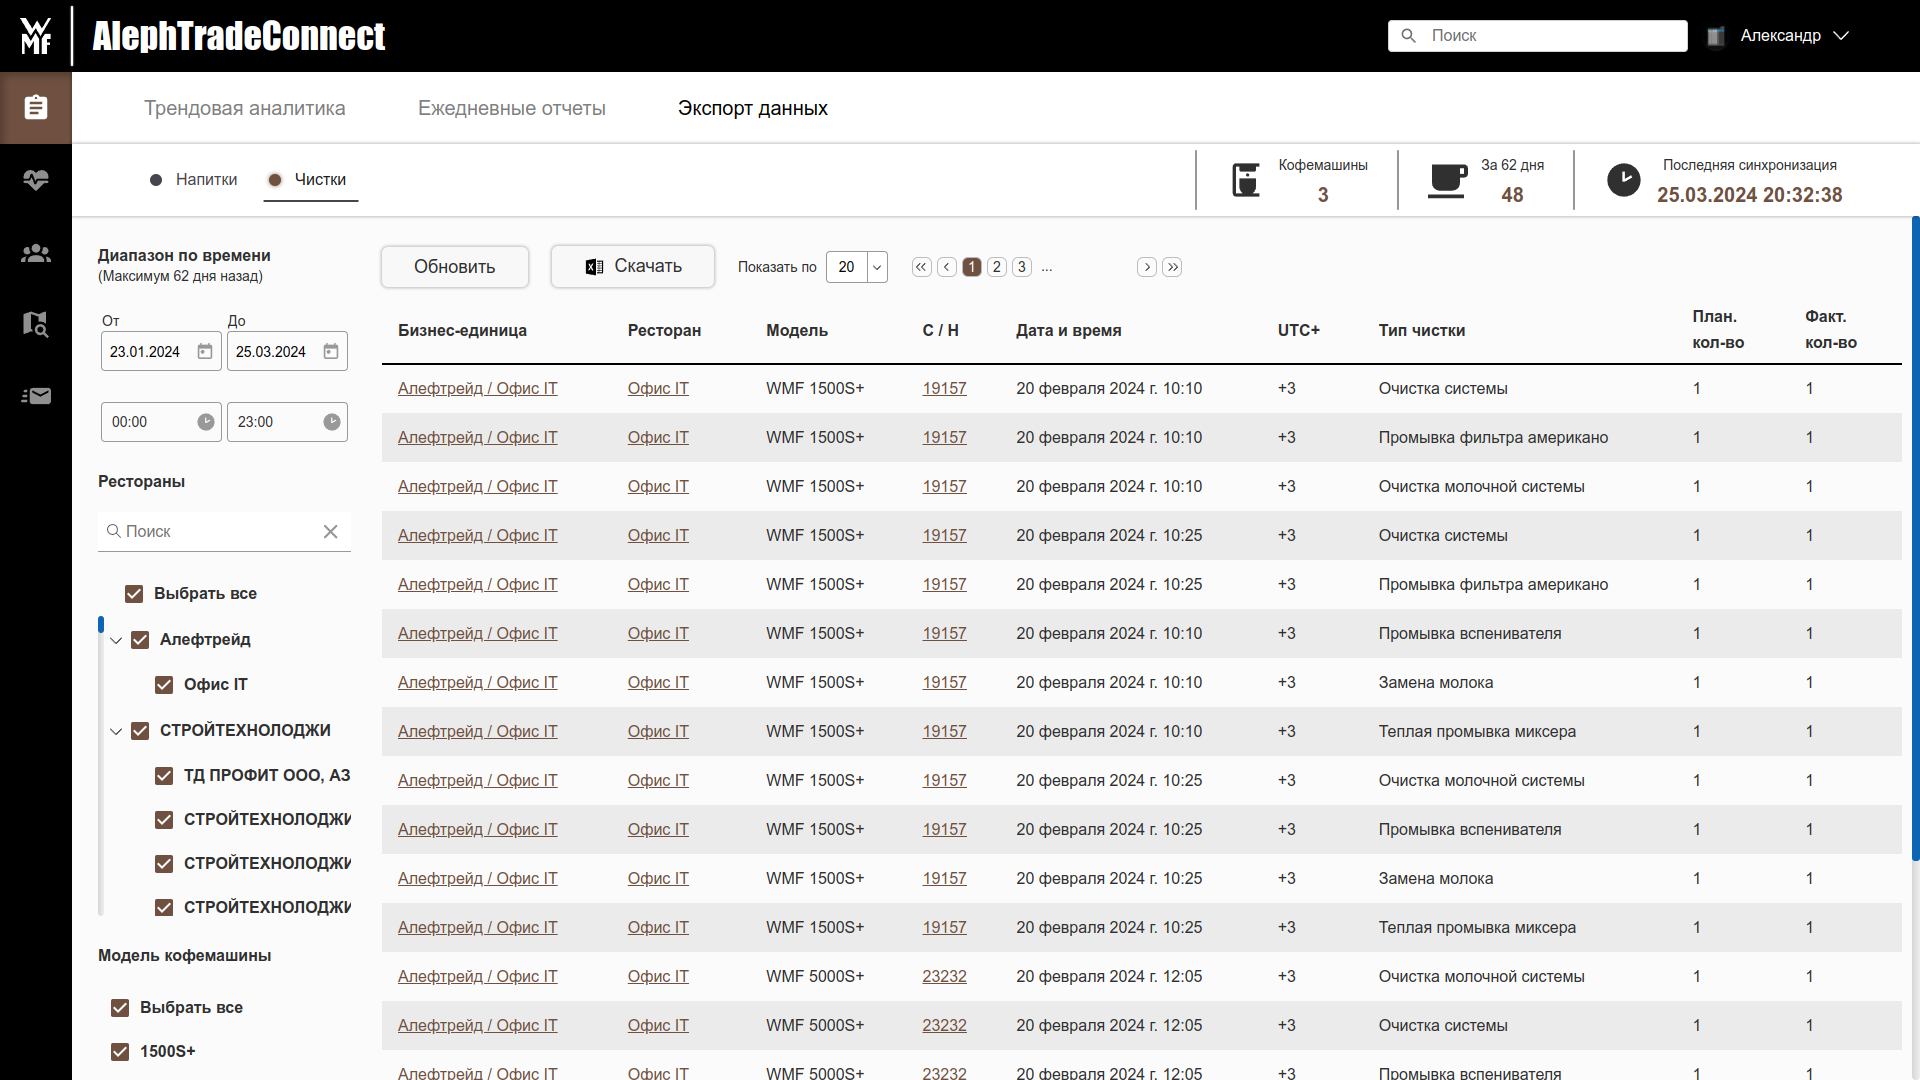 WMF AlephTradeConnect Поиск Александр
Трендовая аналитика Ежедневные отчеты Экспорт данных
Напитки Чистки Кофемашины 3 За 62 дня 48 Последняя синхронизация 25.03.2024 20:32:38
Диапазон по времени
(Максимум 62 дня назад)
От До
23.01.2024 25.03.2024
00:00 23:00
Рестораны
Поиск
Выбрать все
Алефтрейд
Офис IT
СТРОЙТЕХНОЛОДЖИ
ТД ПРОФИТ ООО, АЗ
СТРОЙТЕХНОЛОДЖИ
СТРОЙТЕХНОЛОДЖИ
СТРОЙТЕХНОЛОДЖИ
Модель кофемашины
Выбрать все
1500S+
Обновить Скачать Показать по 20 1 2 3 ...
Бизнес-единица Ресторан Модель С / Н Дата и время UTC+ Тип чистки План. кол-во Факт. кол-во
Алефтрейд / Офис IT Офис IT WMF 1500S+ 19157 20 февраля 2024 г. 10:10 +3 Очистка системы 1 1
Алефтрейд / Офис IT Офис IT WMF 1500S+ 19157 20 февраля 2024 г. 10:10 +3 Промывка фильтра американо 1 1
Алефтрейд / Офис IT Офис IT WMF 1500S+ 19157 20 февраля 2024 г. 10:10 +3 Очистка молочной системы 1 1
Алефтрейд / Офис IT Офис IT WMF 1500S+ 19157 20 февраля 2024 г. 10:25 +3 Очистка системы 1 1
Алефтрейд / Офис IT Офис IT WMF 1500S+ 19157 20 февраля 2024 г. 10:25 +3 Промывка фильтра американо 1 1
Алефтрейд / Офис IT Офис IT WMF 1500S+ 19157 20 февраля 2024 г. 10:10 +3 Промывка вспенивателя 1 1
Алефтрейд / Офис IT Офис IT WMF 1500S+ 19157 20 февраля 2024 г. 10:10 +3 Замена молока 1 1
Алефтрейд / Офис IT Офис IT WMF 1500S+ 19157 20 февраля 2024 г. 10:10 +3 Теплая промывка миксера 1 1
Алефтрейд / Офис IT Офис IT WMF 1500S+ 19157 20 февраля 2024 г. 10:25 +3 Очистка молочной системы 1 1
Алефтрейд / Офис IT Офис IT WMF 1500S+ 19157 20 февраля 2024 г. 10:25 +3 Промывка вспенивателя 1 1
Алефтрейд / Офис IT Офис IT WMF 1500S+ 19157 20 февраля 2024 г. 10:25 +3 Замена молока 1 1
Алефтрейд / Офис IT Офис IT WMF 1500S+ 19157 20 февраля 2024 г. 10:25 +3 Теплая промывка миксера 1 1
Алефтрейд / Офис IT Офис IT WMF 5000S+ 23232 20 февраля 2024 г. 12:05 +3 Очистка молочной системы 1 1
Алефтрейд / Офис IT Офис IT WMF 5000S+ 23232 20 февраля 2024 г. 12:05 +3 Очистка системы 1 1
Алефтрейд / Офис IT Офис IT WMF 5000S+ 23232 20 февраля 2024 г. 12:05 +3 Промывка вспенивателя 1 1